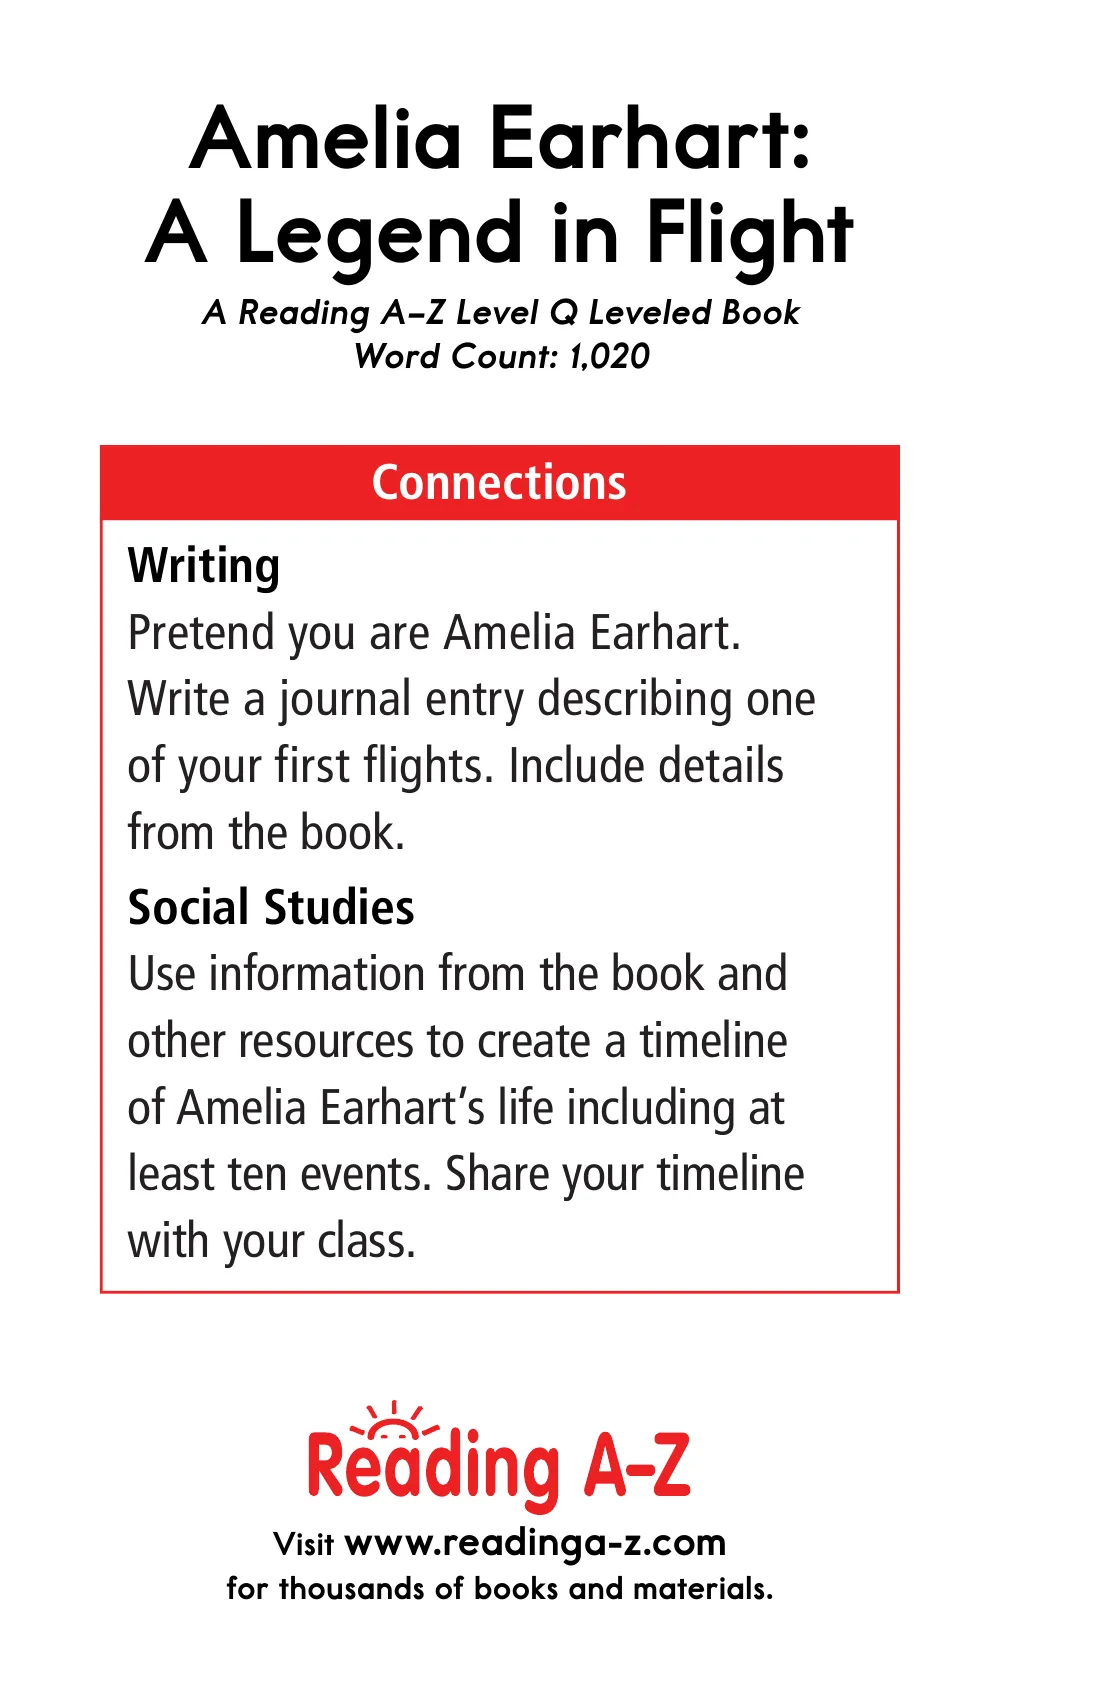 Amelia Earhart:
A Legend in Flight
A Reading A–Z Level Q Leveled Book
Word Count: 1,020
Connections
Writing
Pretend you are Amelia Earhart.
Write a journal entry describing one
of your first flights. Include details
from the book.
Social Studies
Use information from the book and
other resources to create a timeline
of Amelia Earhart’s life including at
least ten events. Share your timeline
with your class.
Reading A–Z
Visit www.readinga-z.com
for thousands of books and materials.